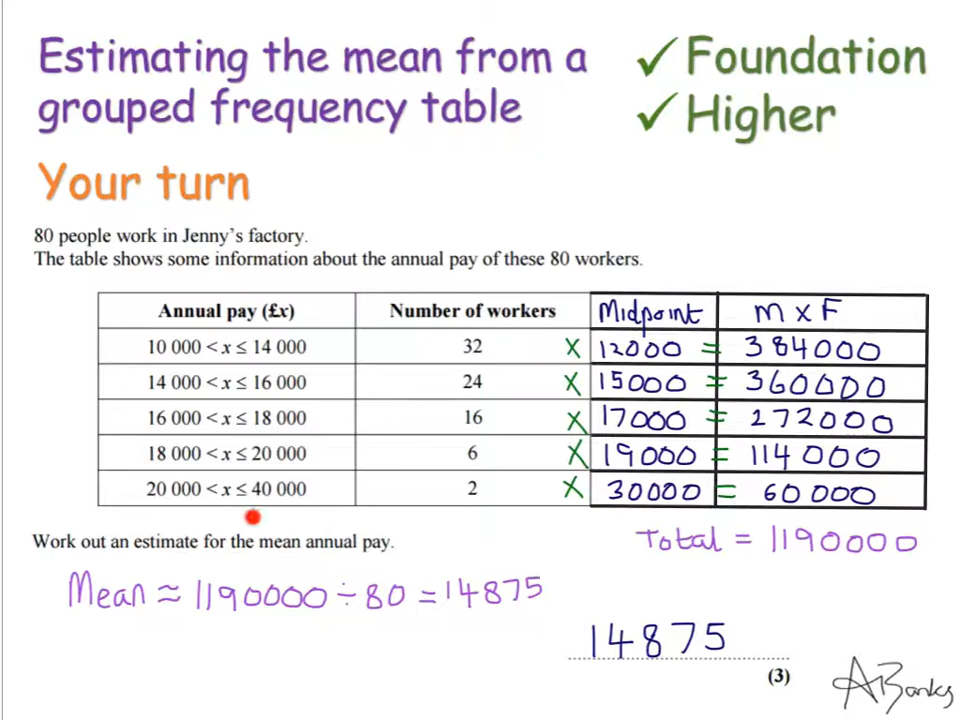 Estimating the mean from a ✓ Foundation
grouped frequency table ✓ Higher
Your turn
80 people work in Jenny's factory.
The table shows some information about the annual pay of these 80 workers.
Annual pay (£x) Number of workers Midpoint M x F
10 000 < x ≤ 14 000 32 x 12000 = 384000
14 000 < x ≤ 16 000 24 x 15000 = 360000
16 000 < x ≤ 18 000 16 x 17000 = 272000
18 000 < x ≤ 20 000 6 x 19000 = 114000
20 000 < x ≤ 40 000 2 x 30000 = 60000
Work out an estimate for the mean annual pay. Total = 1190000
Mean ≈ 1190000 ÷ 80 = 14875
14875
(3)
ABanks